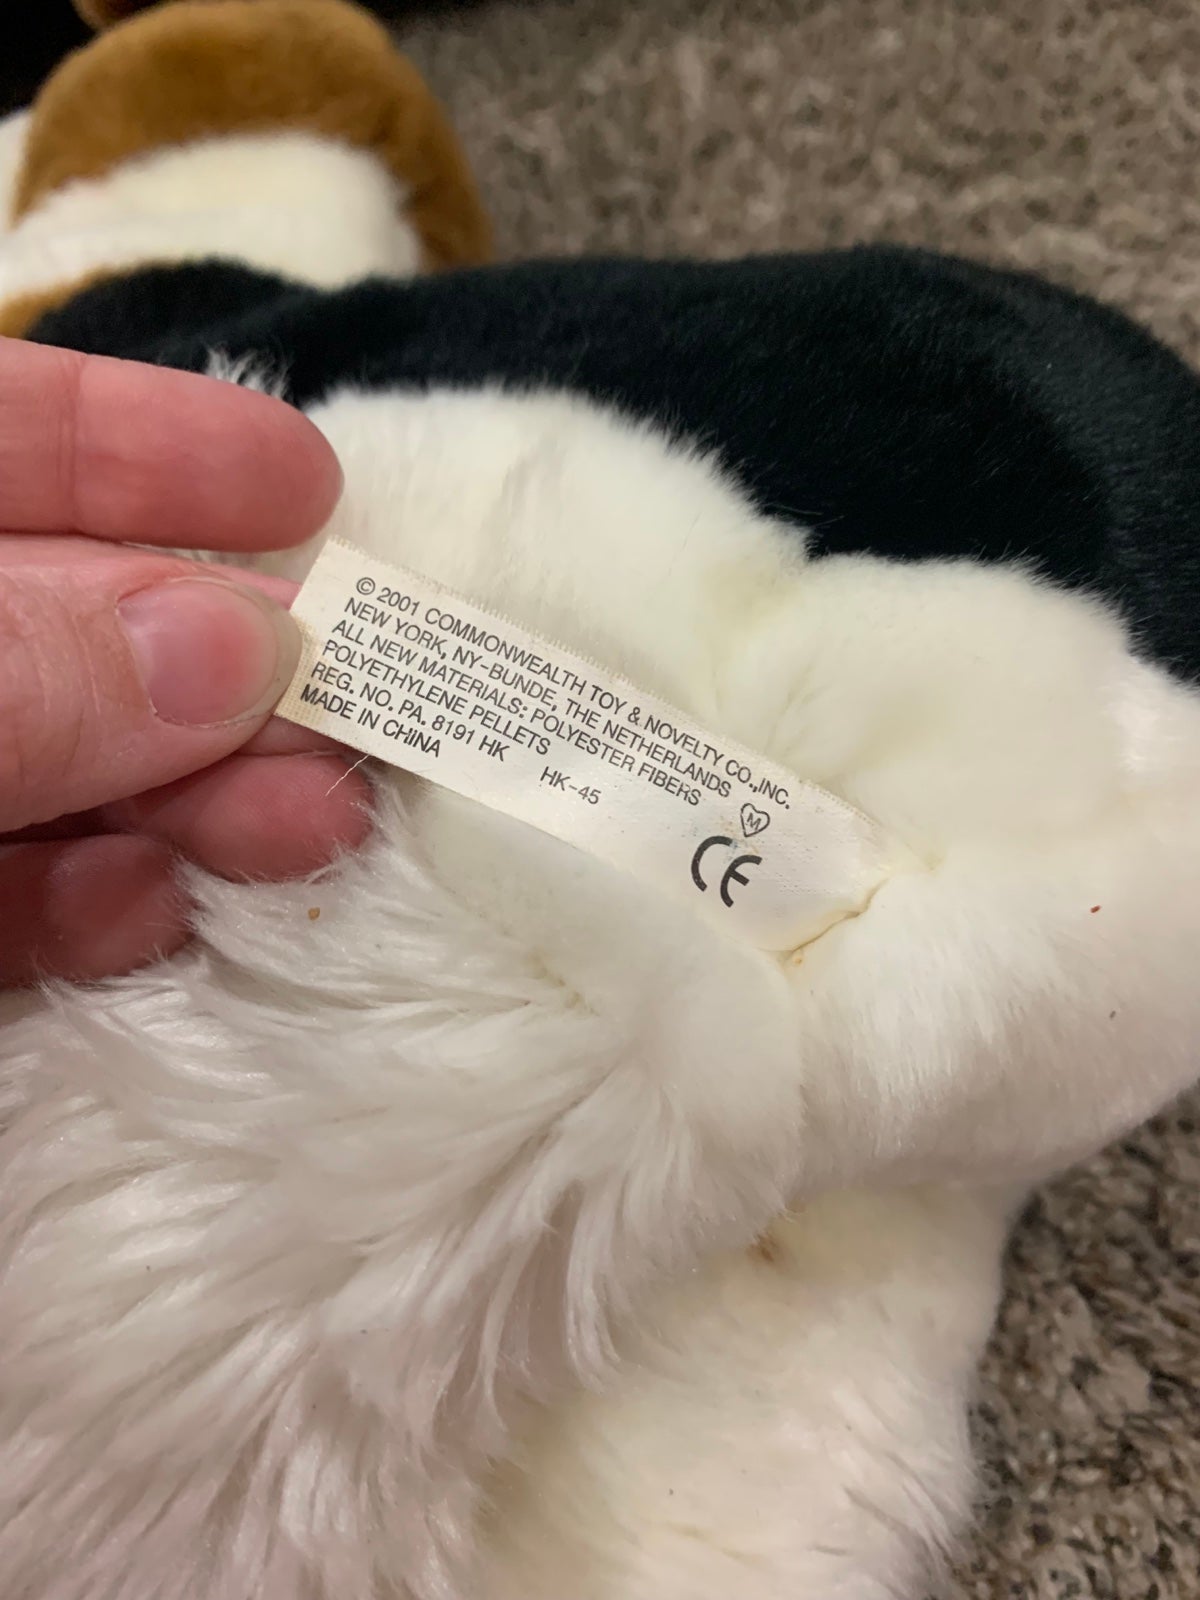 © 2001 COMMONWEALTH TOY & NOVELTY CO.,INC.
NEW YORK, NY-BUNDE, THE NETHERLANDS
ALL NEW MATERIALS: POLYESTER FIBERS
POLYETHYLENE PELLETS
REG. NO. PA. 8191 HK
MADE IN CHINA
HK-45
M
CE